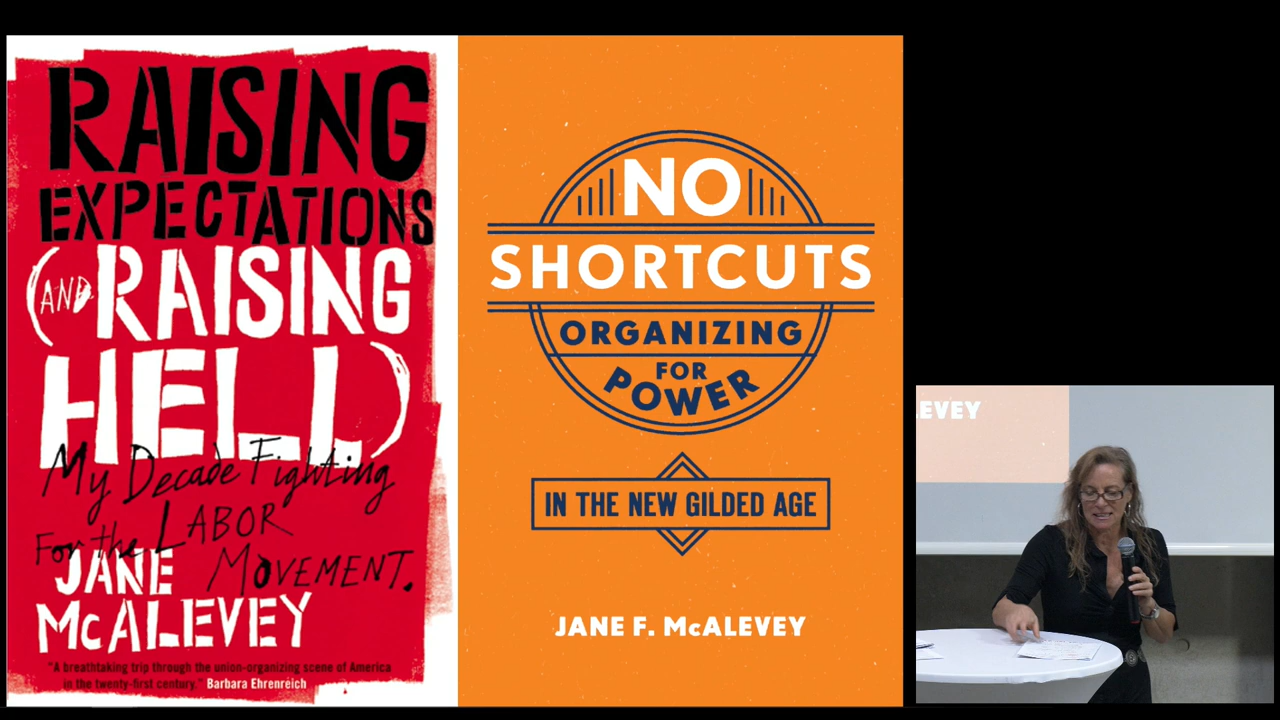 RAISING
EXPECTATIONS
(AND RAISING
HELL)
My Decade Fighting
For the LABOR
MOVEMENT.
JANE
McALEVEY
"A breathtaking trip through the union-organizing scene of America
in the twenty-first century." Barbara Ehrenreich
NO
SHORTCUTS
ORGANIZING
FOR
POWER
IN THE NEW GILDED AGE
JANE F. McALEVEY
LEVEY